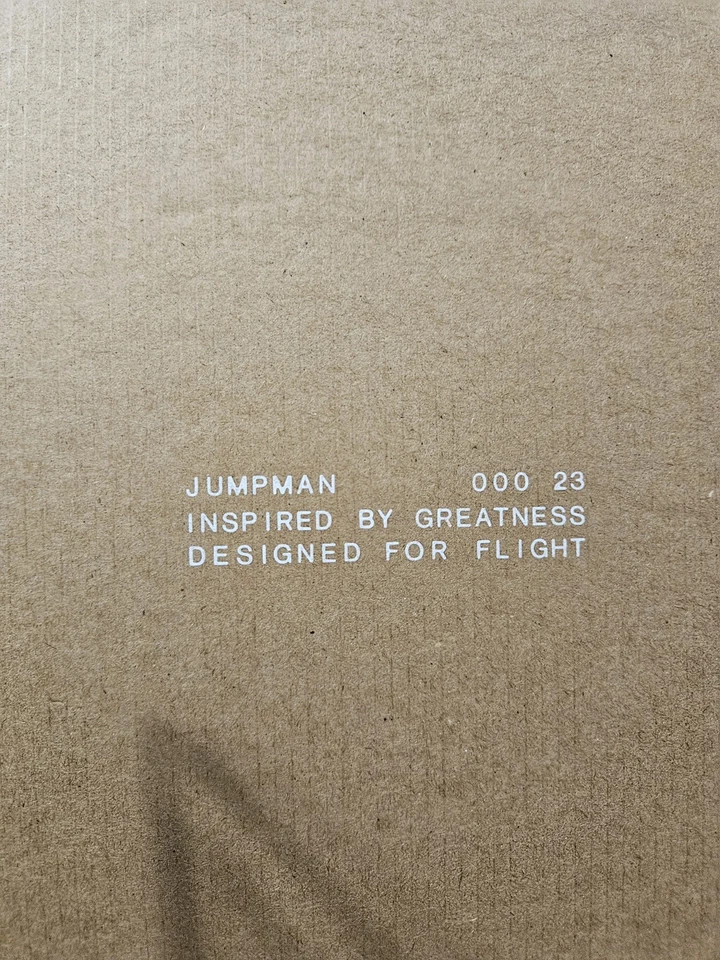 JUMPMAN 000 23
INSPIRED BY GREATNESS
DESIGNED FOR FLIGHT